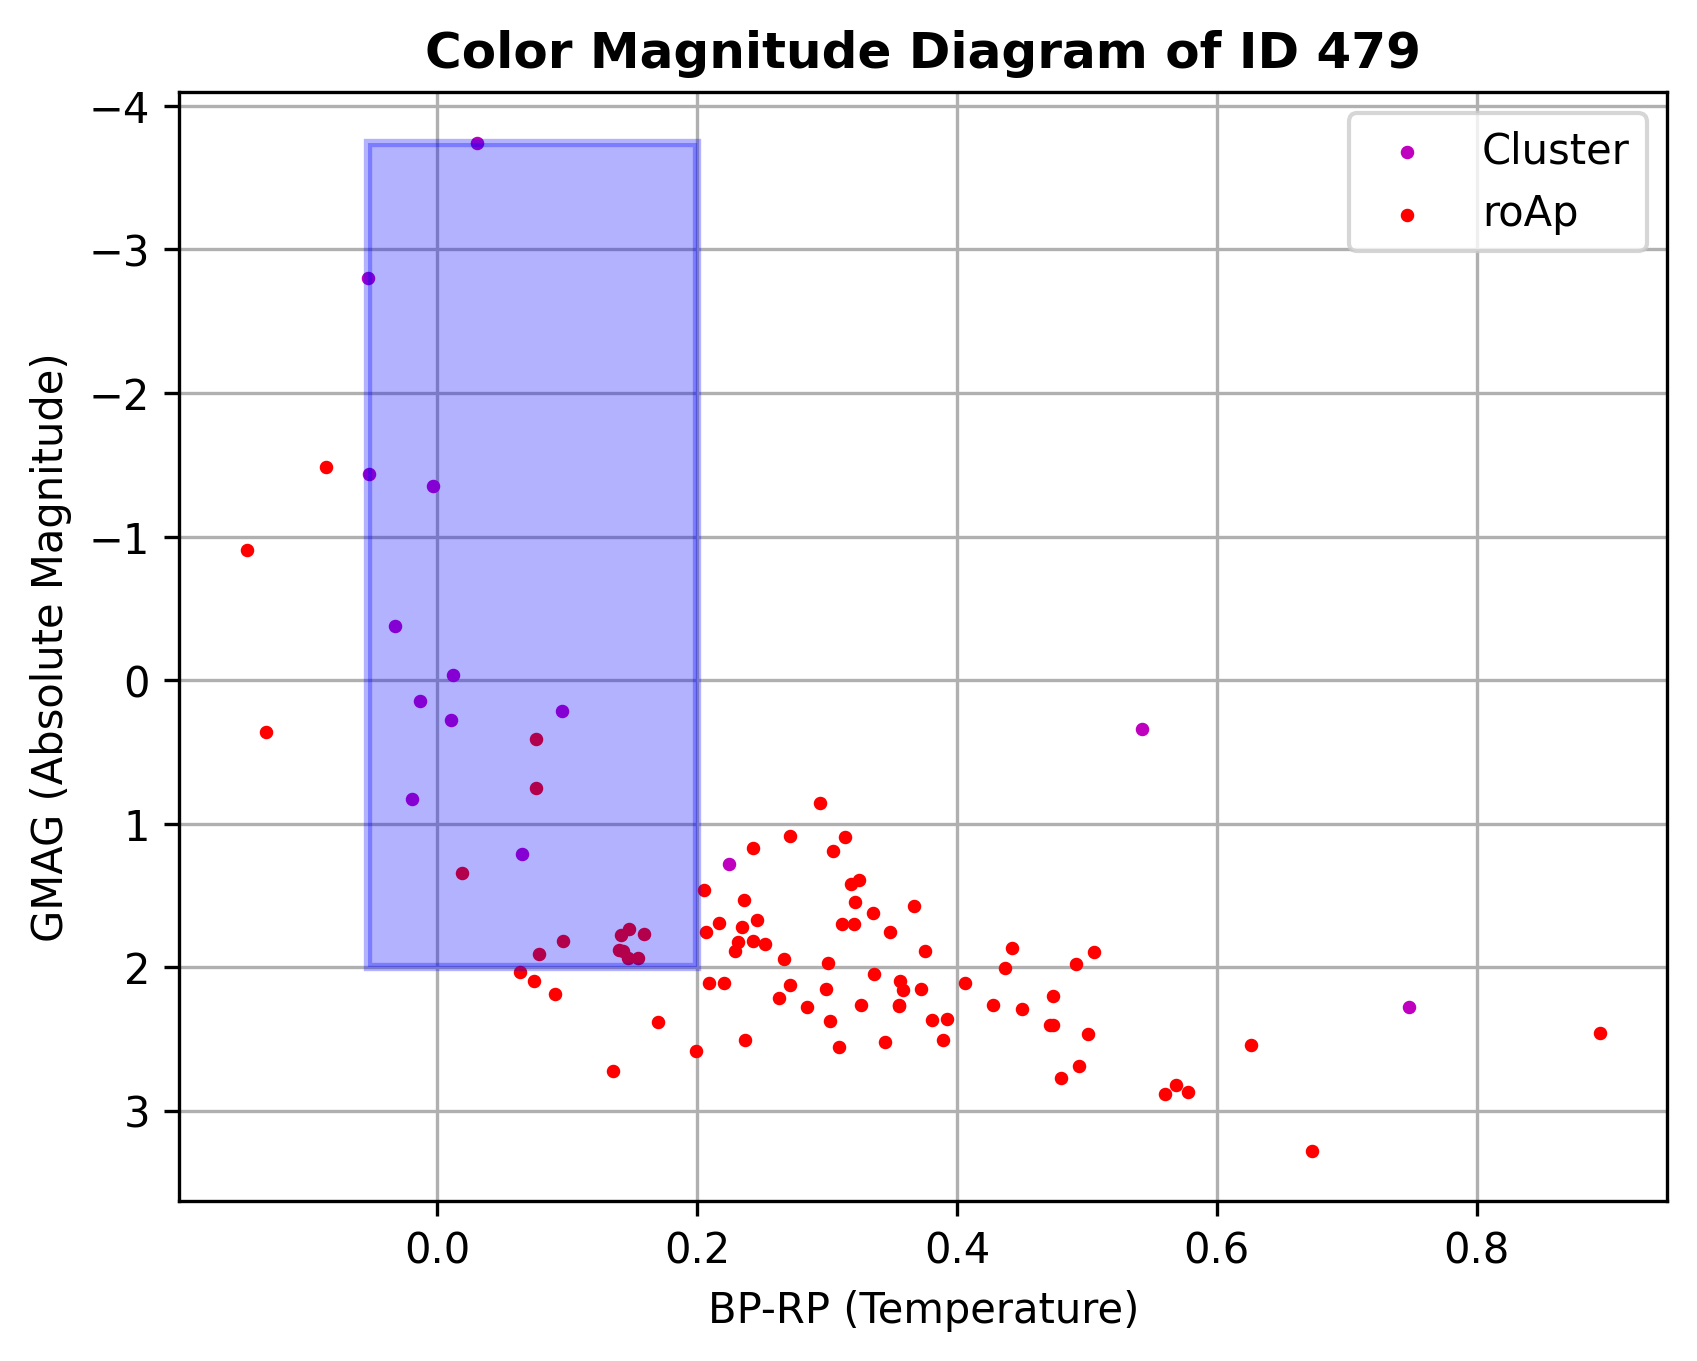 Color Magnitude Diagram of ID 479
Cluster
roAp
GMAG (Absolute Magnitude)
−4
−3
−2
−1
0
1
2
3
0.0 0.2 0.4 0.6 0.8
BP-RP (Temperature)